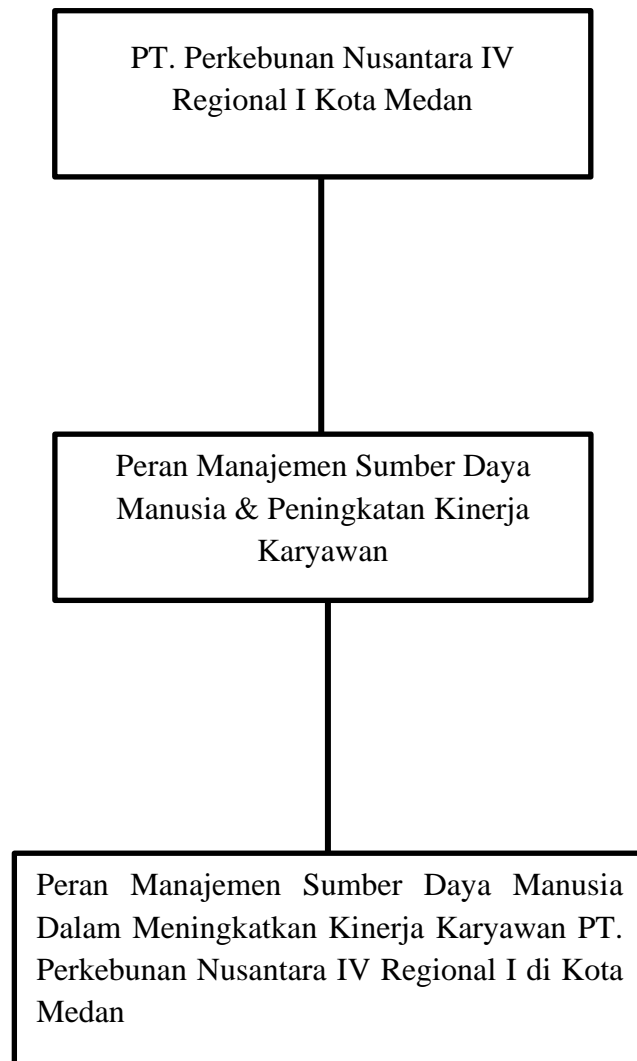 PT. Perkebunan Nusantara IV
Regional I Kota Medan
Peran Manajemen Sumber Daya
Manusia & Peningkatan Kinerja
Karyawan
Peran Manajemen Sumber Daya Manusia
Dalam Meningkatkan Kinerja Karyawan PT.
Perkebunan Nusantara IV Regional I di Kota
Medan